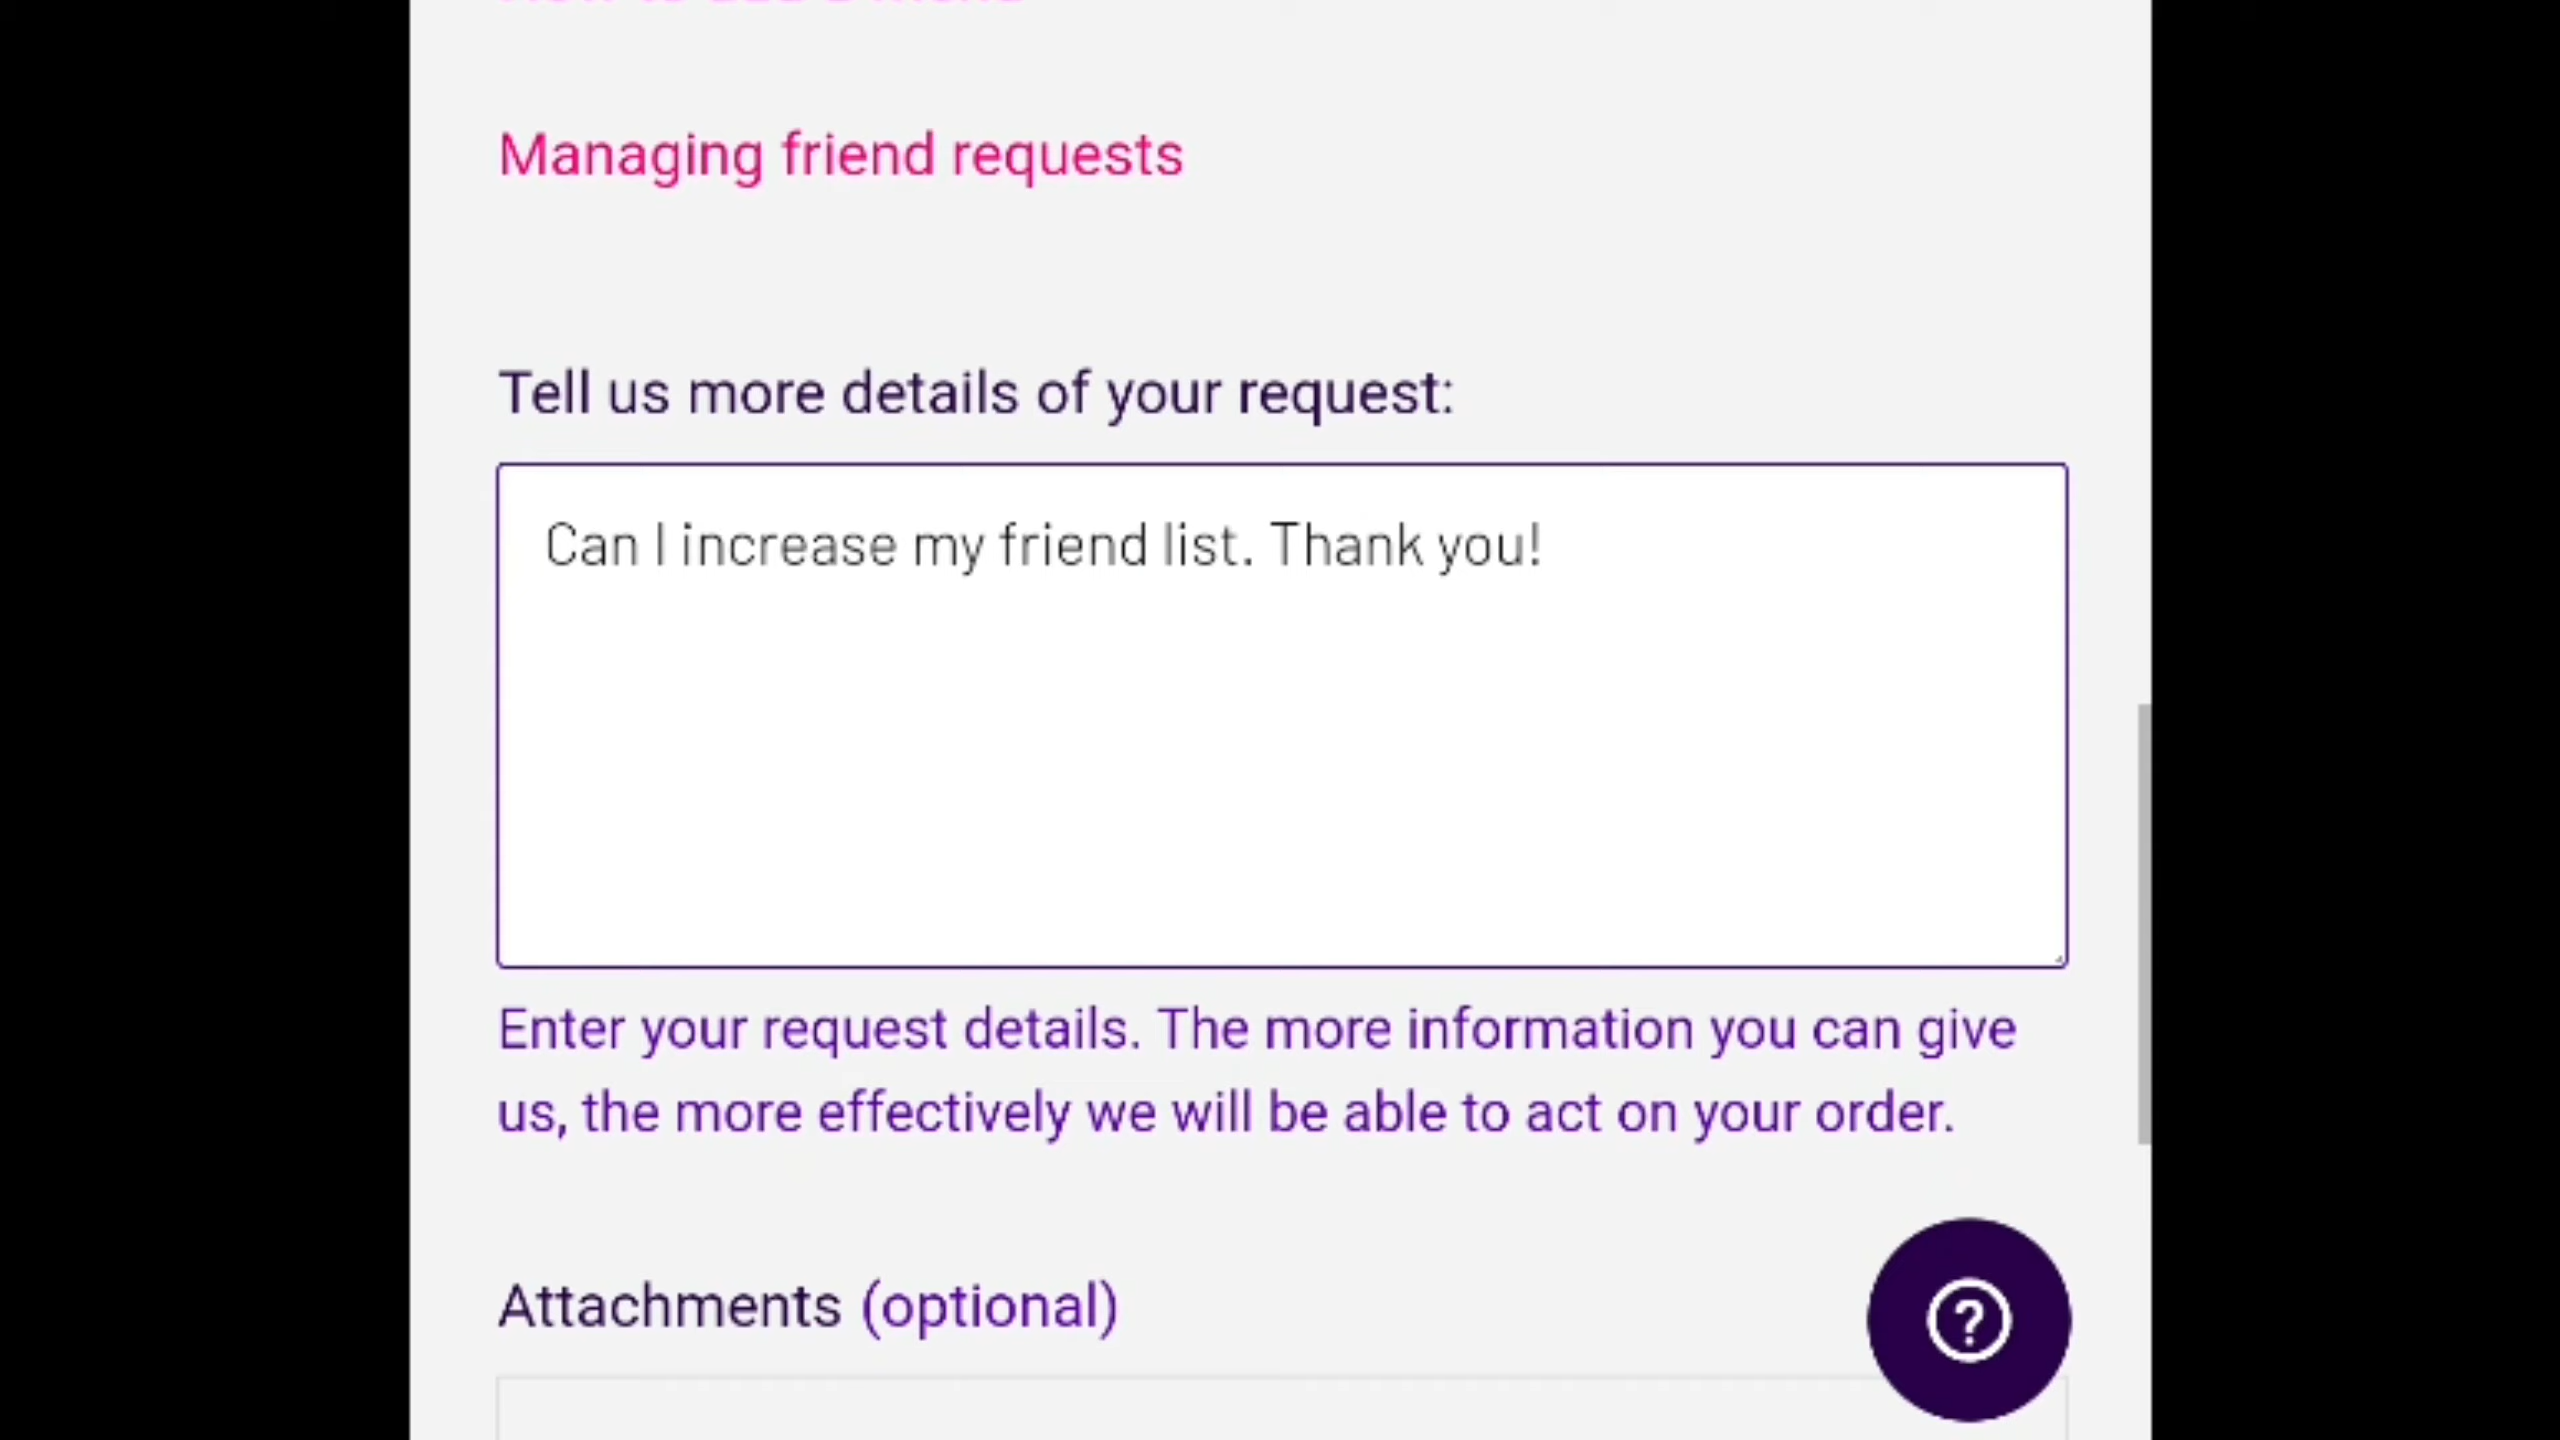 Managing friend requests
Tell us more details of your request:
Can I increase my friend list. Thank you!
Enter your request details. The more information you can give
us, the more effectively we will be able to act on your order.
Attachments (optional)